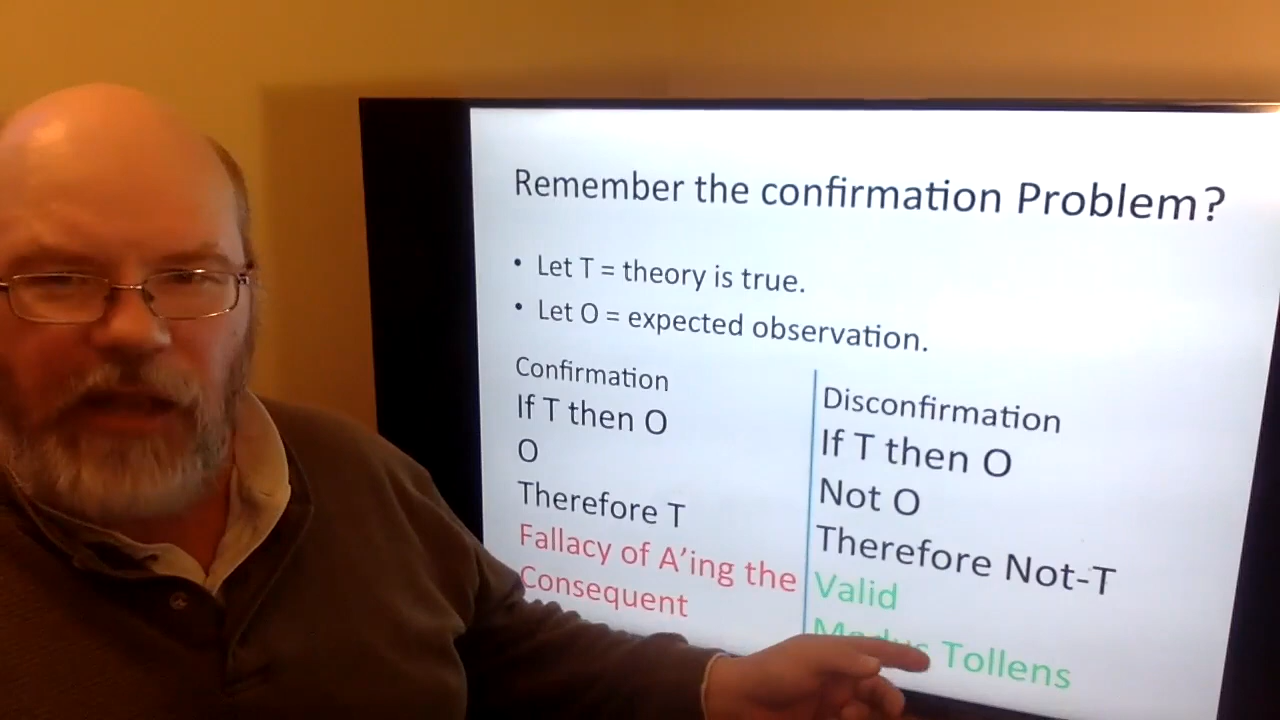 Remember the confirmation Problem?
• Let T = theory is true.
• Let O = expected observation.
Confirmation
If T then O
O
Therefore T
Fallacy of A’ing the
Consequent
Disconfirmation
If T then O
Not O
Therefore Not-T
Valid
Modus Tollens